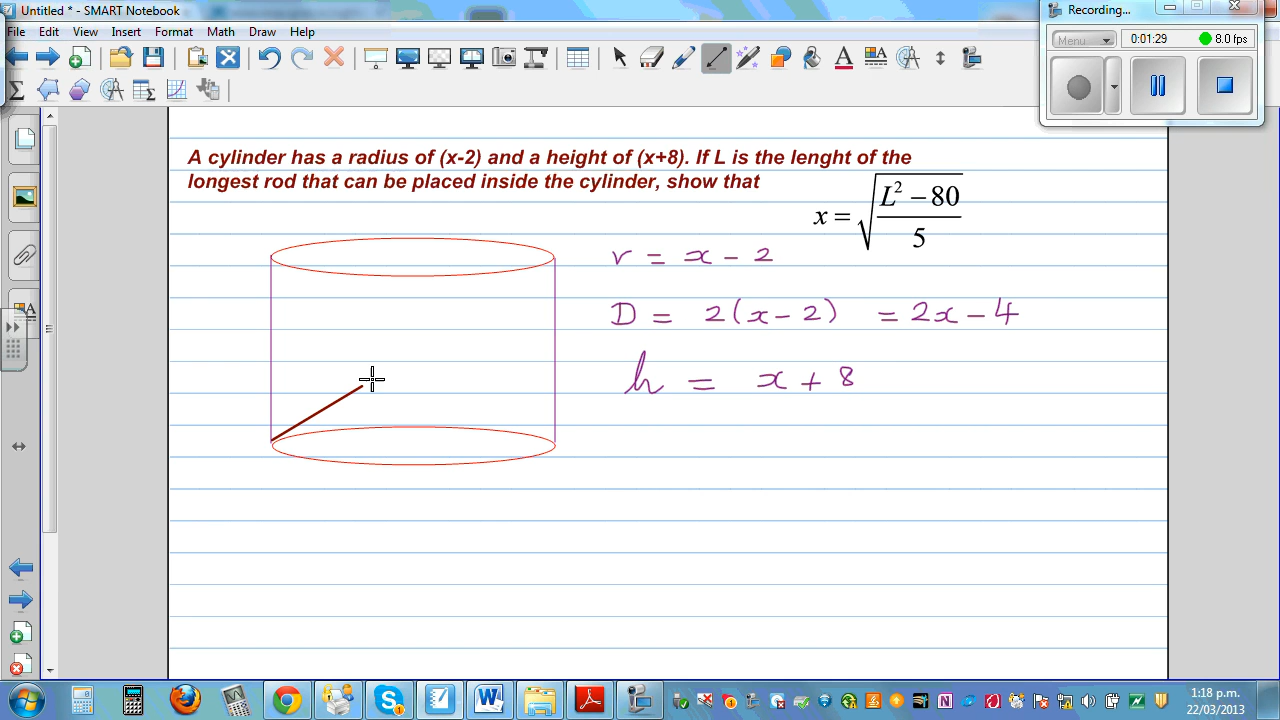 Untitled * - SMART Notebook
Recording...
File Edit View Insert Format Math Draw Help
Menu
0:01:29
8.0 fps
A cylinder has a radius of (x-2) and a height of (x+8). If L is the lenght of the
longest rod that can be placed inside the cylinder, show that
x = √((L² − 80)/5)
r = x - 2
D = 2(x - 2) = 2x - 4
h = x + 8
1:18 p.m.
22/03/2013